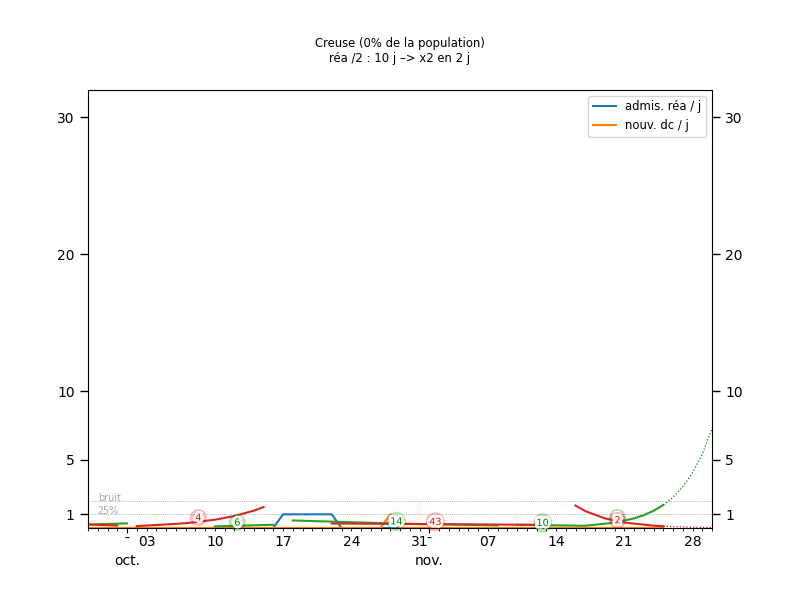 Creuse (0% de la population)
réa /2 : 10 j –> x2 en 2 j
admis. réa / j
nouv. dc / j
30
30
20
20
10
10
5
5
bruit
25%
1
1
4
6
14
43
10
2
- 03 10 17 24 31 07 14 21 28
oct. nov.